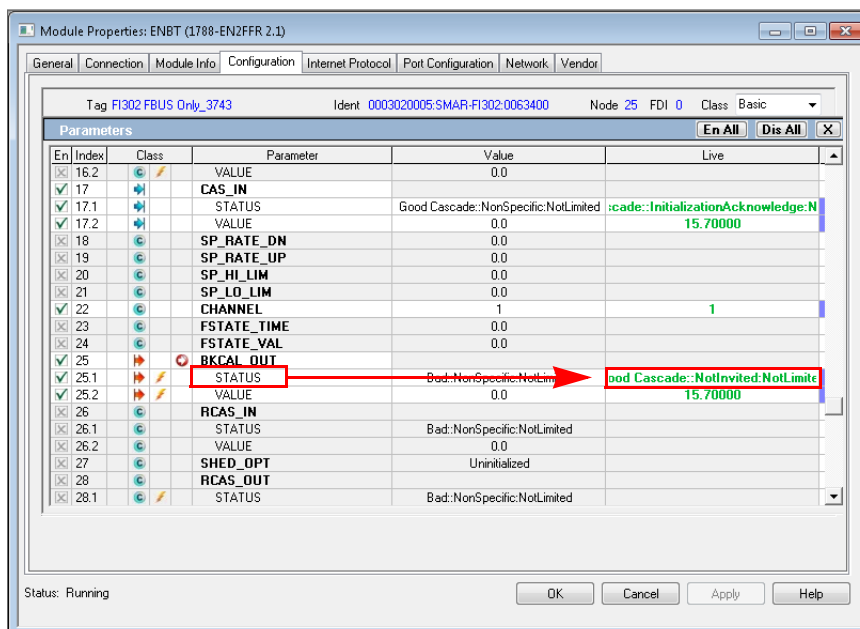 Module Properties: ENBT (1788-EN2FFR 2.1)
General Connection Module Info Configuration Internet Protocol Port Configuration Network Vendor
Tag FI302 FBUS Only_3743 Ident 0003020005:SMAR-FI302:0063400 Node 25 FDI 0 Class Basic
Parameters En All Dis All X
En Index Class Parameter Value Live
16.2 VALUE 0.0
17 CAS_IN
17.1 STATUS Good Cascade::NonSpecific:NotLimited :cade::InitializationAcknowledge:N
17.2 VALUE 0.0 15.70000
18 SP_RATE_DN 0.0
19 SP_RATE_UP 0.0
20 SP_HI_LIM 0.0
21 SP_LO_LIM 0.0
22 CHANNEL 1 1
23 FSTATE_TIME 0.0
24 FSTATE_VAL 0.0
25 BKCAL_OUT
25.1 STATUS Bad::NonSpecific:NotLimi ood Cascade::NotInvited:NotLimite
25.2 VALUE 0.0 15.70000
26 RCAS_IN
26.1 STATUS Bad::NonSpecific:NotLimited
26.2 VALUE 0.0
27 SHED_OPT Uninitialized
28 RCAS_OUT
28.1 STATUS Bad::NonSpecific:NotLimited
Status: Running OK Cancel Apply Help